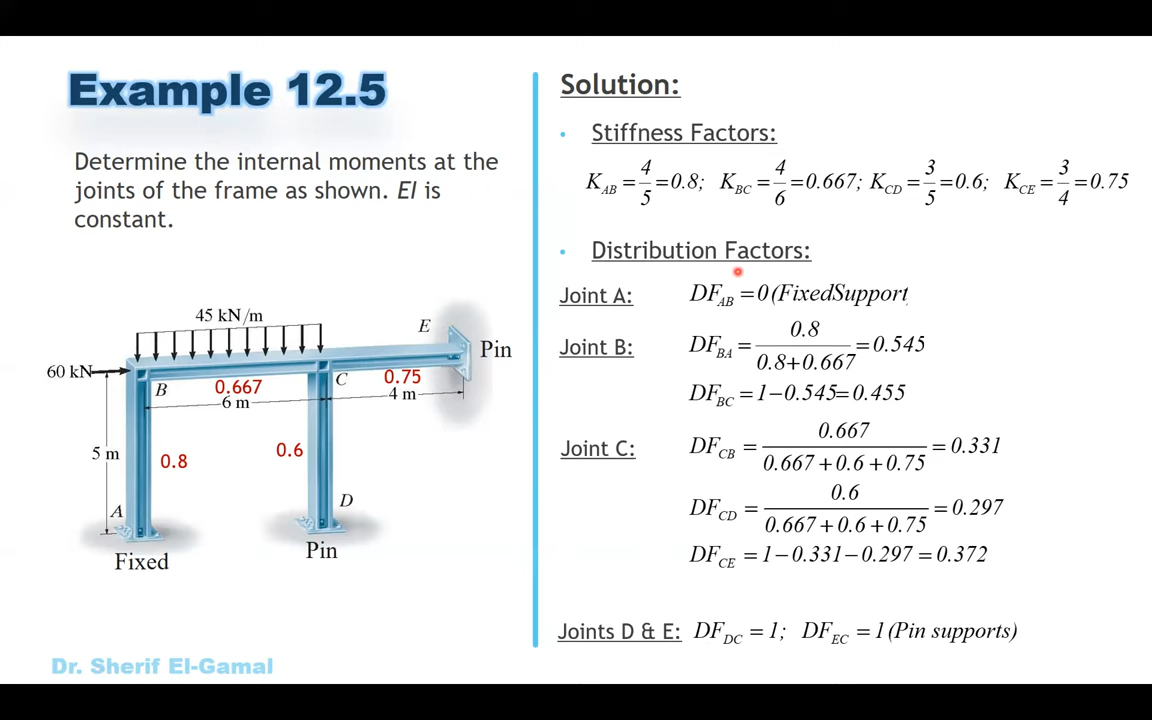 Example 12.5
Determine the internal moments at the
joints of the frame as shown. EI is
constant.
45 kN/m
E
Pin
60 kN
B
0.667
C
0.75
6 m
4 m
5 m
0.8
0.6
A
D
Fixed
Pin
Dr. Sherif El-Gamal
Solution:
• Stiffness Factors:
K_AB = 4/5 = 0.8; K_BC = 4/6 = 0.667; K_CD = 3/5 = 0.6; K_CE = 3/4 = 0.75
• Distribution Factors:
Joint A: DF_AB = 0 (FixedSupport
Joint B: DF_BA = 0.8/(0.8+0.667) = 0.545
DF_BC = 1−0.545= 0.455
Joint C: DF_CB = 0.667/(0.667+0.6+0.75) = 0.331
DF_CD = 0.6/(0.667+0.6+0.75) = 0.297
DF_CE = 1−0.331−0.297 = 0.372
Joints D & E: DF_DC = 1; DF_EC = 1 (Pin supports)